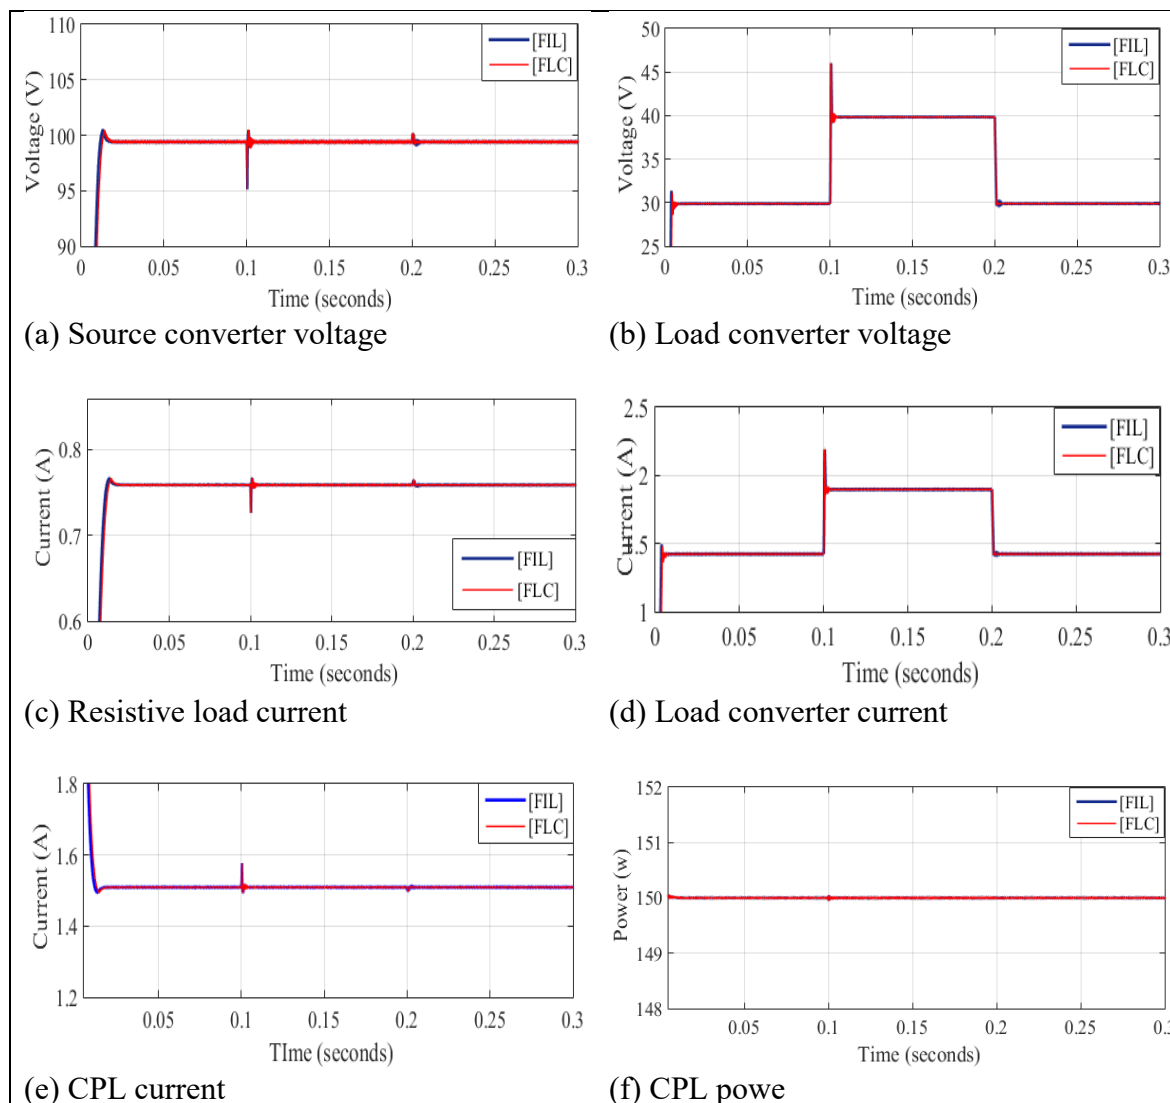 110
105
100
95
90
Voltage (V)
[FIL]
[FLC]
0 0.05 0.1 0.15 0.2 0.25 0.3
Time (seconds)
(a) Source converter voltage
50
45
40
35
30
25
Voltage (V)
[FIL]
[FLC]
0 0.05 0.1 0.15 0.2 0.25 0.3
Time (seconds)
(b) Load converter voltage
0.8
0.7
0.6
Current (A)
[FIL]
[FLC]
0 0.05 0.1 0.15 0.2 0.25 0.3
Time (seconds)
(c) Resistive load current
2.5
2
1.5
1
Current (A)
[FIL]
[FLC]
0 0.05 0.1 0.15 0.2 0.25 0.3
Time (seconds)
(d) Load converter current
1.8
1.6
1.4
1.2
Current (A)
[FIL]
[FLC]
0.05 0.1 0.15 0.2 0.25 0.3
TIme (seconds)
(e) CPL current
152
151
150
149
148
Power (w)
[FIL]
[FLC]
0.05 0.1 0.15 0.2 0.25 0.3
Time (seconds)
(f) CPL powe